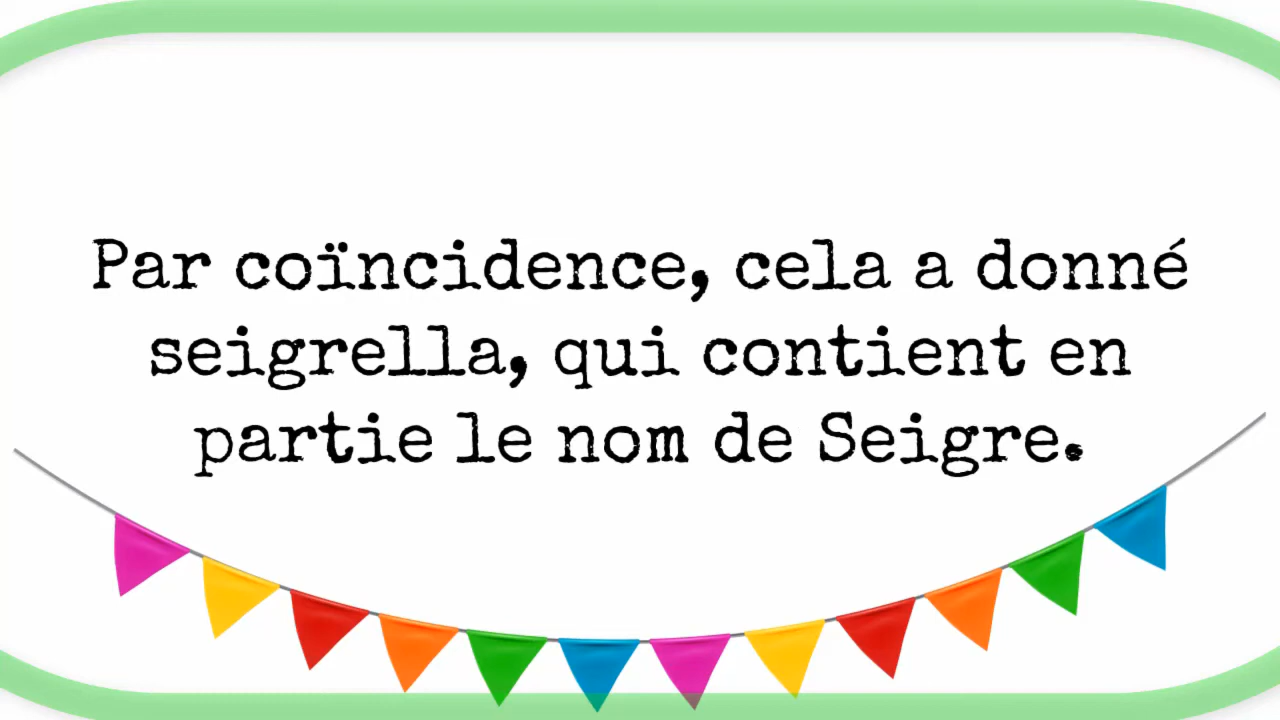 Par coïncidence, cela a donné
seigrella, qui contient en
partie le nom de Seigre.